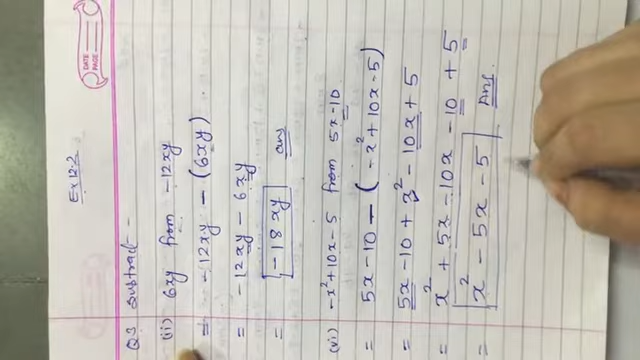 DATE
PAGE
Ex 12.2
Q3 Subtract -
(ii) 6xy from -12xy
= -12xy - (6xy).
= -12xy - 6xy
= -18xy ans
(vi) -x²+10x-5 from 5x-10
= 5x-10 - (-x²+10x-5)
= 5x-10+x²-10x+5
= x²+5x-10x-10+5
= x²-5x-5 Ans.